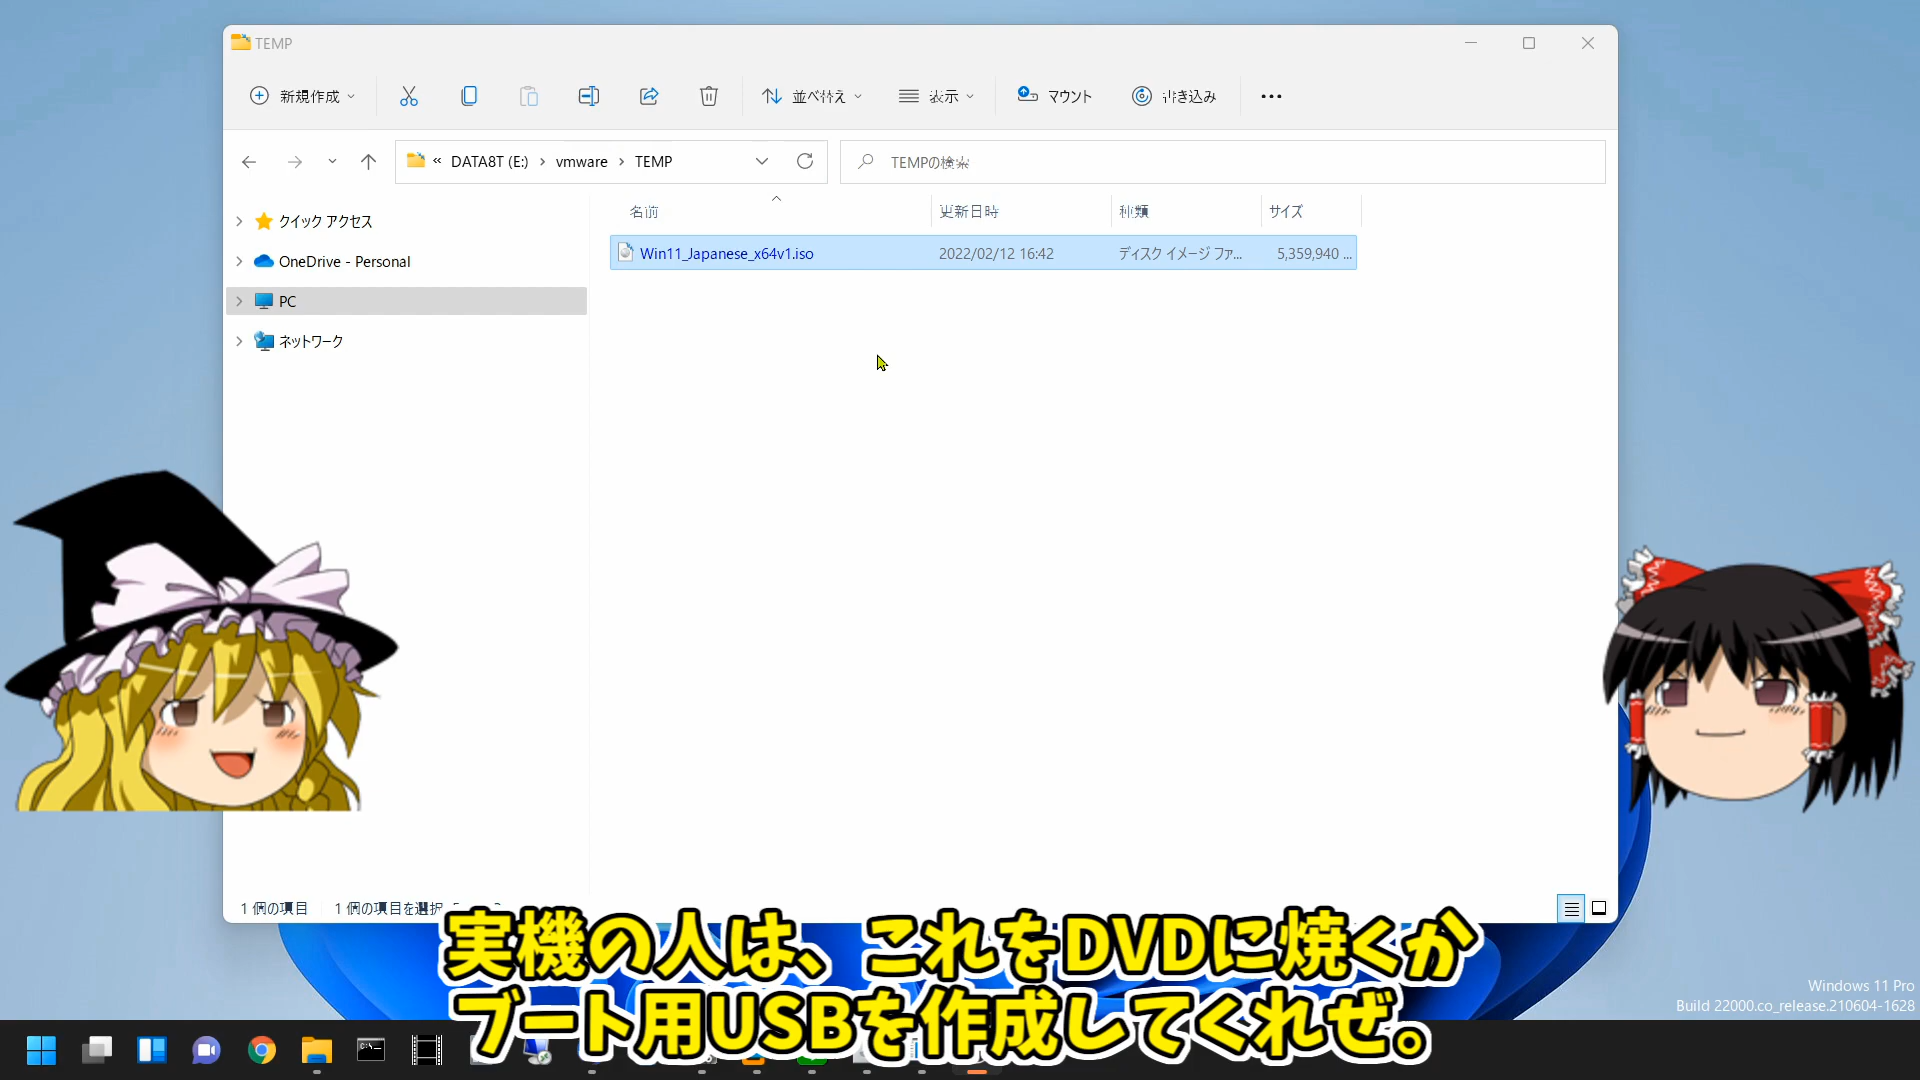 TEMP
新規作成
並べ替え
表示
マウント
書き込み
« DATA8T (E:) > vmware > TEMP
TEMPの検索
名前
更新日時
種類
サイズ
クイック アクセス
OneDrive - Personal
PC
ネットワーク
Win11_Japanese_x64v1.iso
2022/02/12 16:42
ディスク イメージ ファ...
5,359,940 ...
1 個の項目
1 個の項目を選択
実機の人は、これをDVDに焼くか
ブート用USBを作成してくれぜ。
Windows 11 Pro
Build 22000.co_release.210604-1628